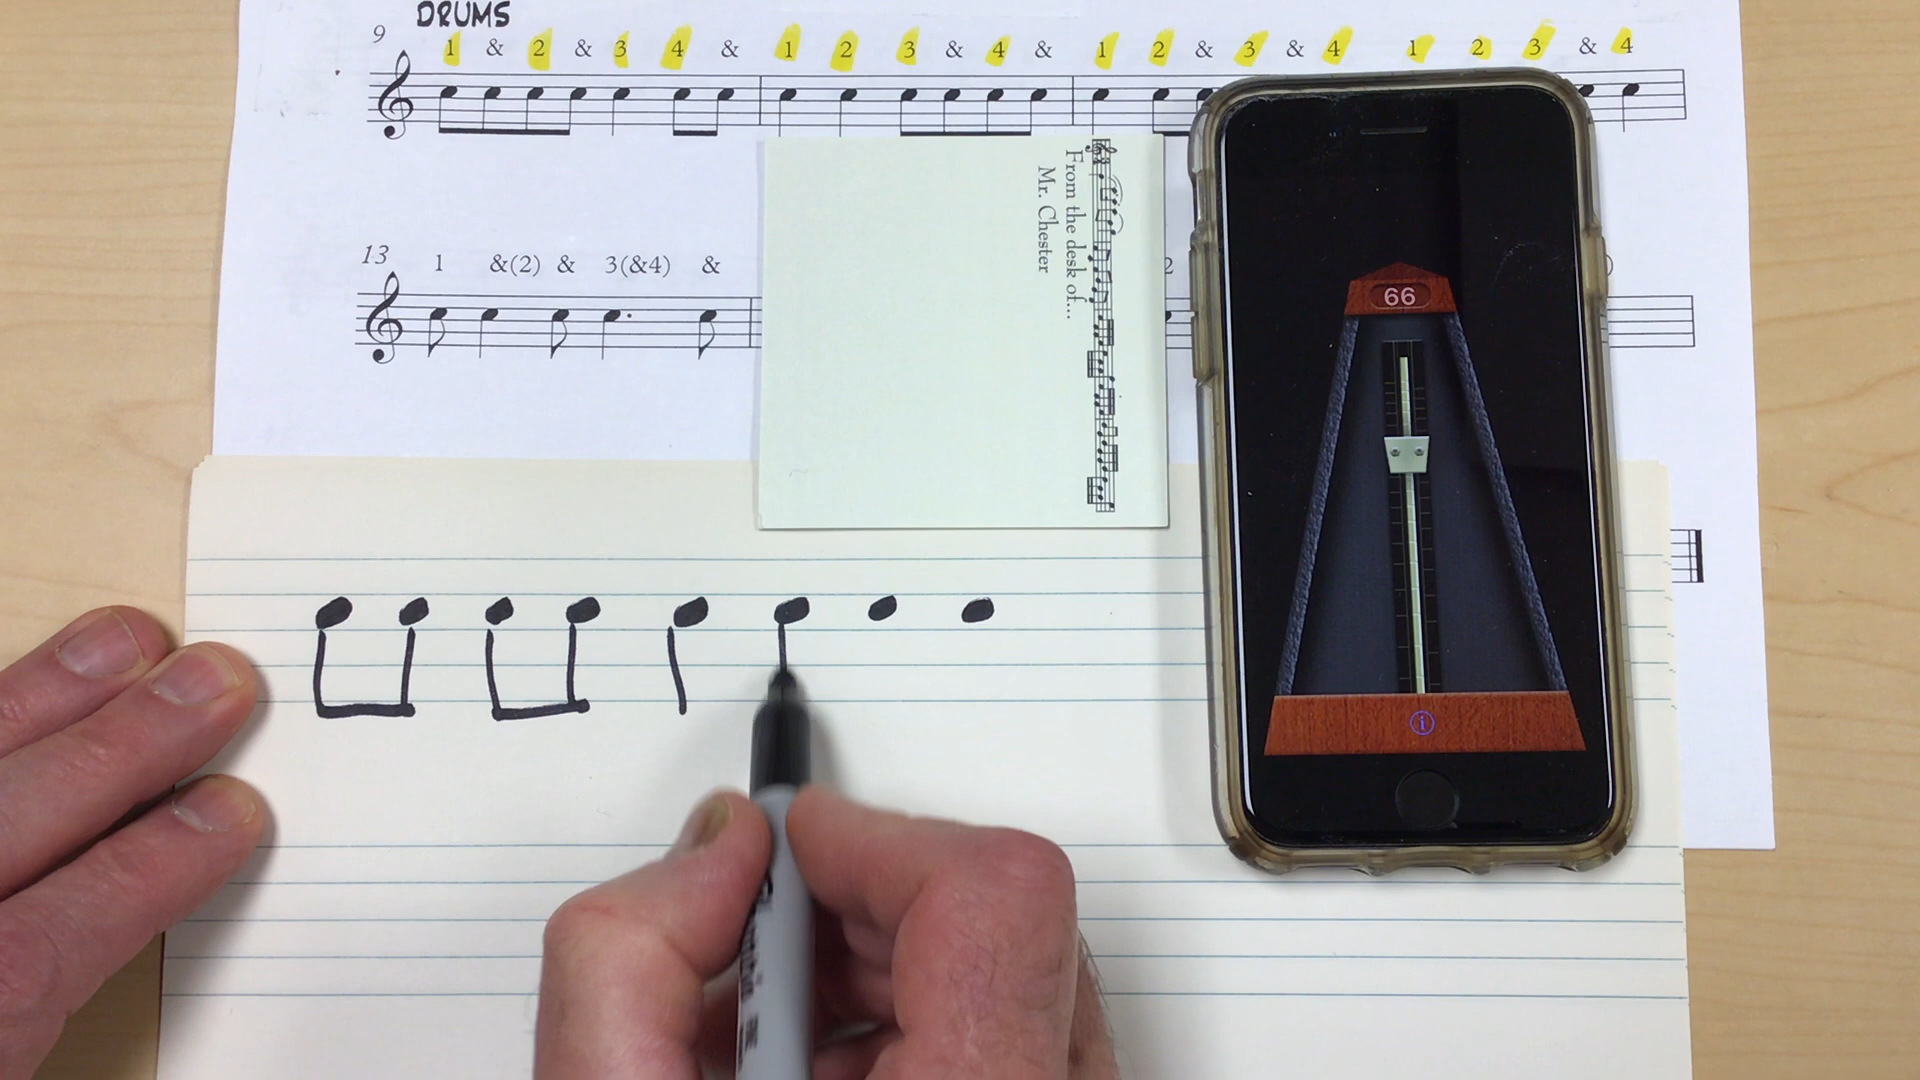 DRUMS
9 1 & 2 & 3 4 & 1 2 3 & 4 & 1 2 & 3 & 4 1 2 3 & 4
From the desk of...
Mr. Chester
13 1 &(2) & 3(&4) & 2 )
66
i